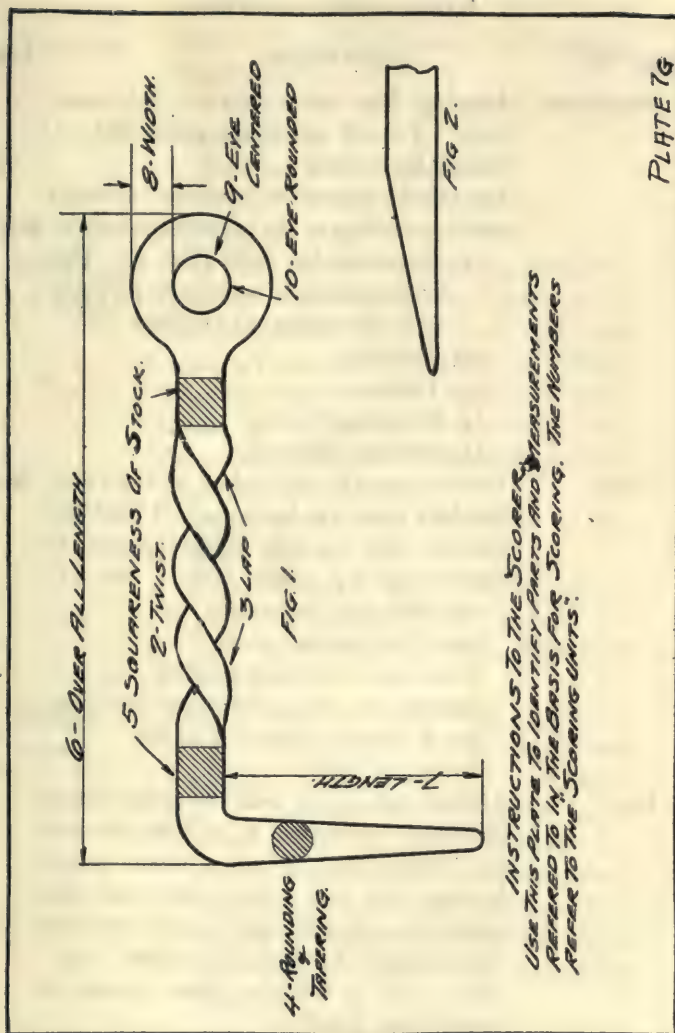 6- OVER ALL LENGTH
5 SQUARENESS OF STOCK.
2-TWIST.
8-WIDTH.
9-EYE
CENTERED
10-EYE ROUNDED
3 LAP
FIG. 1.
4-ROUNDING
&
TAPERING.
7-LENGTH.
FIG 2.
INSTRUCTIONS TO THE SCORER,
USE THIS PLATE TO IDENTIFY PARTS AND MEASUREMENTS
REFERED TO IN THE BASIS FOR SCORING. THE NUMBERS
REFER TO THE "SCORING UNITS".
PLATE 7G